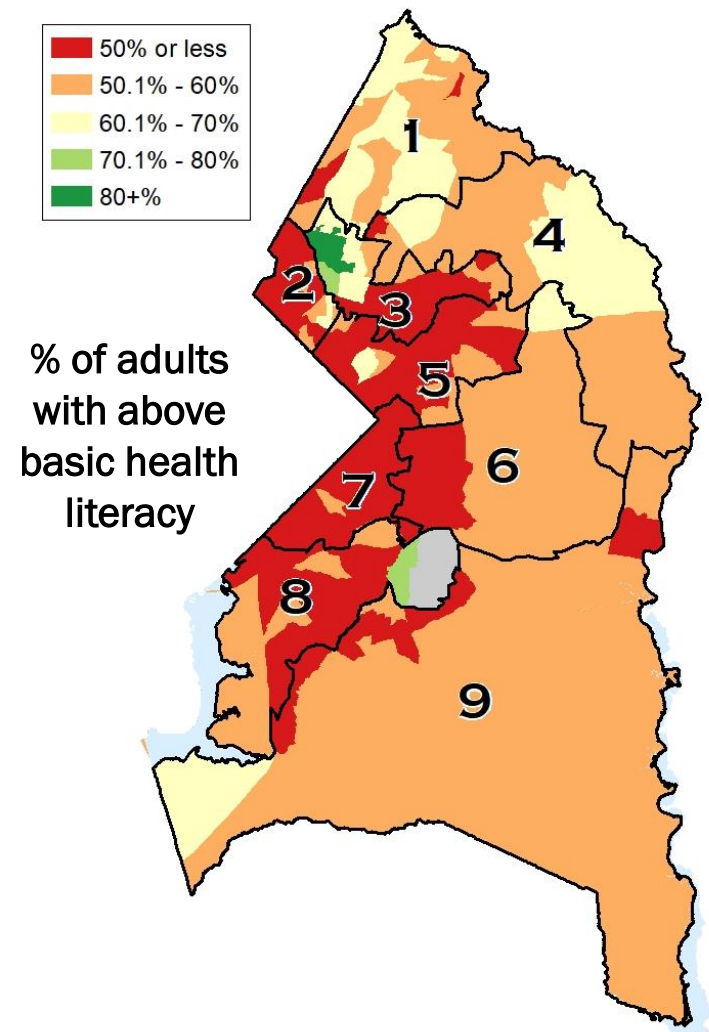 50% or less
50.1% - 60%
60.1% - 70%
70.1% - 80%
80+%
1
4
2
3
% of adults
with above
basic health
literacy
5
6
7
8
9